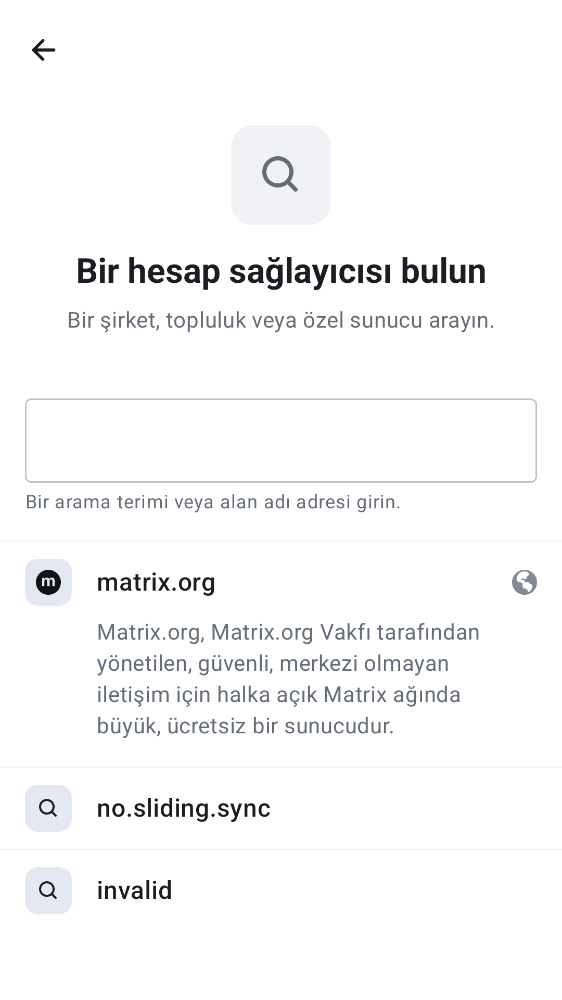 Bir hesap sağlayıcısı bulun
Bir şirket, topluluk veya özel sunucu arayın.
Bir arama terimi veya alan adı adresi girin.
m
matrix.org
Matrix.org, Matrix.org Vakfı tarafından
yönetilen, güvenli, merkezi olmayan
iletişim için halka açık Matrix ağında
büyük, ücretsiz bir sunucudur.
no.sliding.sync
invalid